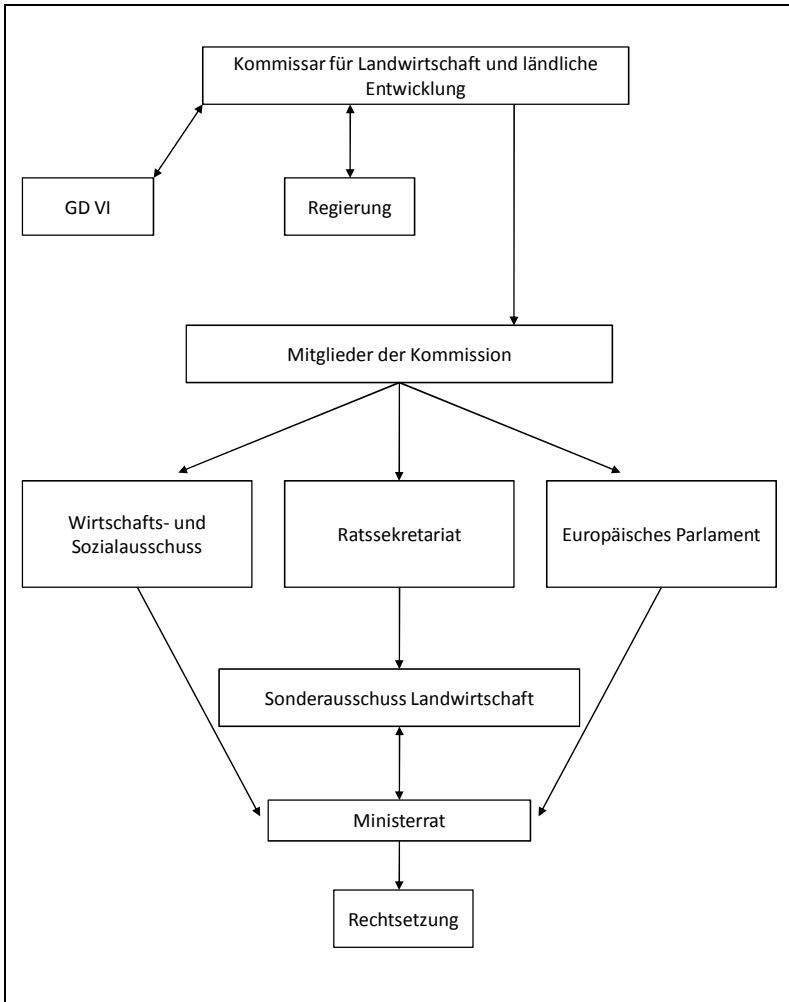 Kommissar für Landwirtschaft und ländliche
Entwicklung
GD VI
Regierung
Mitglieder der Kommission
Wirtschafts- und
Sozialausschuss
Ratssekretariat
Europäisches Parlament
Sonderausschuss Landwirtschaft
Ministerrat
Rechtsetzung